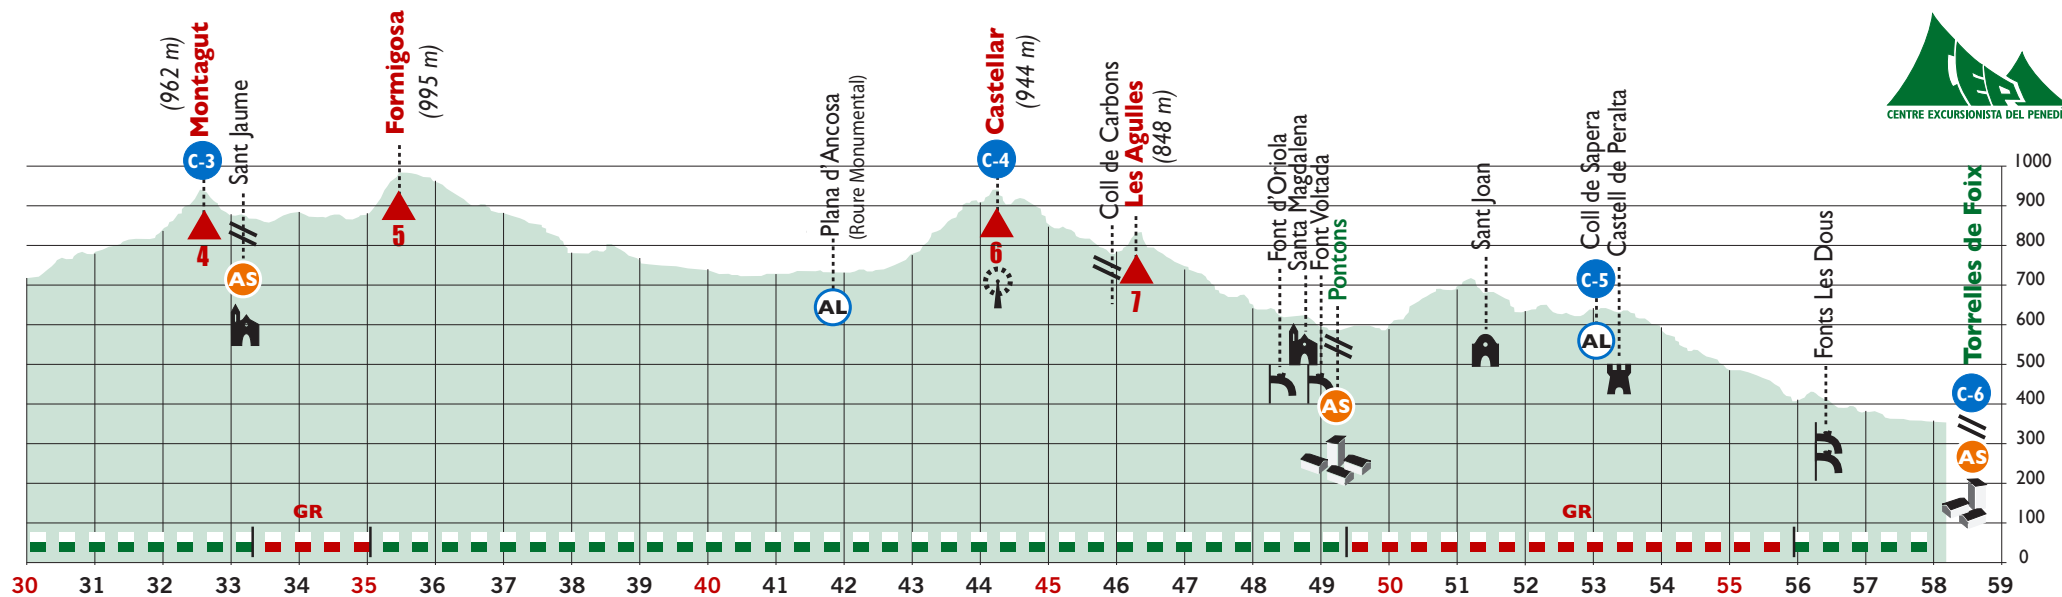 Montagut
(962 m)
C-3
4
Sant Jaume
AS
Formigosa
(995 m)
5
Plana d'Ancosa
(Roure Monumental)
AL
Castellar
(944 m)
C-4
6
Coll de Carbons
Les Agulles
(848 m)
7
Font d'Oriola
Santa Magdalena
Font Voltada
Pontons
AS
Sant Joan
Coll de Sapera
C-5
AL
Castell de Peralta
Fonts Les Dous
Torrelles de Foix
C-6
AS
CEP
CENTRE EXCURSIONISTA DEL PENED
1000
900
800
700
600
500
400
300
200
100
0
GR
GR
30 31 32 33 34 35 36 37 38 39 40 41 42 43 44 45 46 47 48 49 50 51 52 53 54 55 56 57 58 59